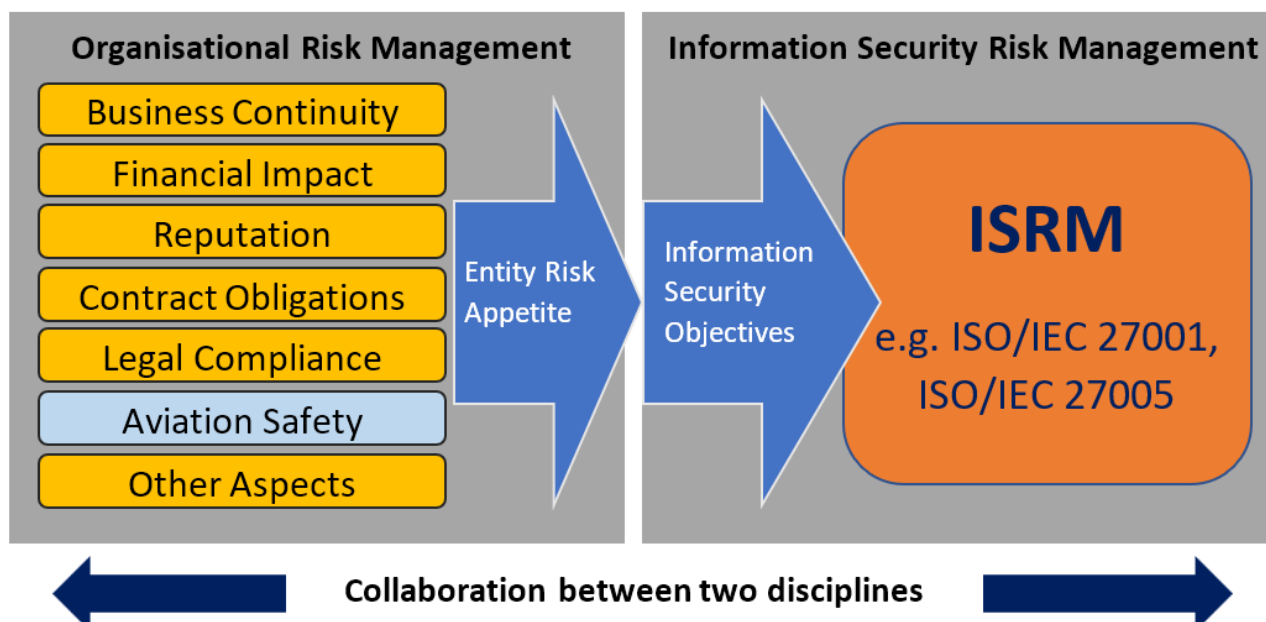 Organisational Risk Management
Business Continuity
Financial Impact
Reputation
Contract Obligations
Legal Compliance
Aviation Safety
Other Aspects
Entity Risk
Appetite
Information Security Risk Management
Information
Security
Objectives
ISRM
e.g. ISO/IEC 27001,
ISO/IEC 27005
Collaboration between two disciplines